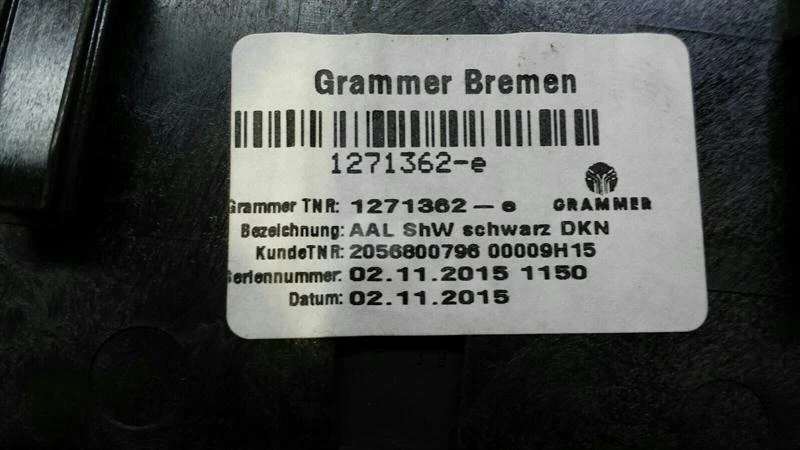 Grammer Bremen
1271362-e
GRAMMER
Grammer TNR: 1271362-e
Bezeichnung: AAL ShW schwarz DKN
KundeTNR: 2056800796 00009H15
Seriennummer: 02.11.2015 1150
Datum: 02.11.2015